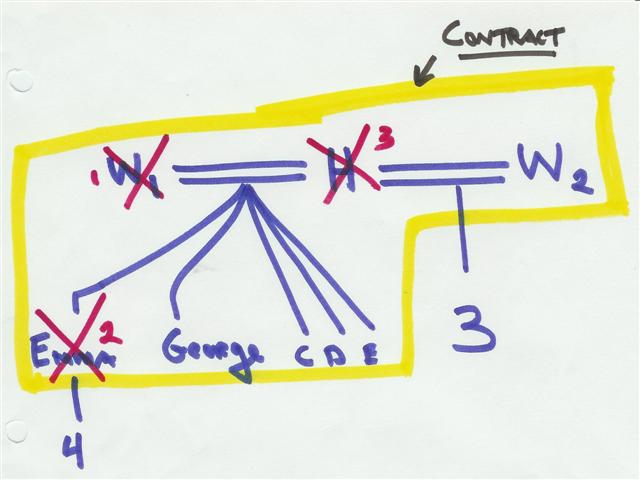 CONTRACT
1 W1 H 3 W2
Emma 2 George C D E 3
4